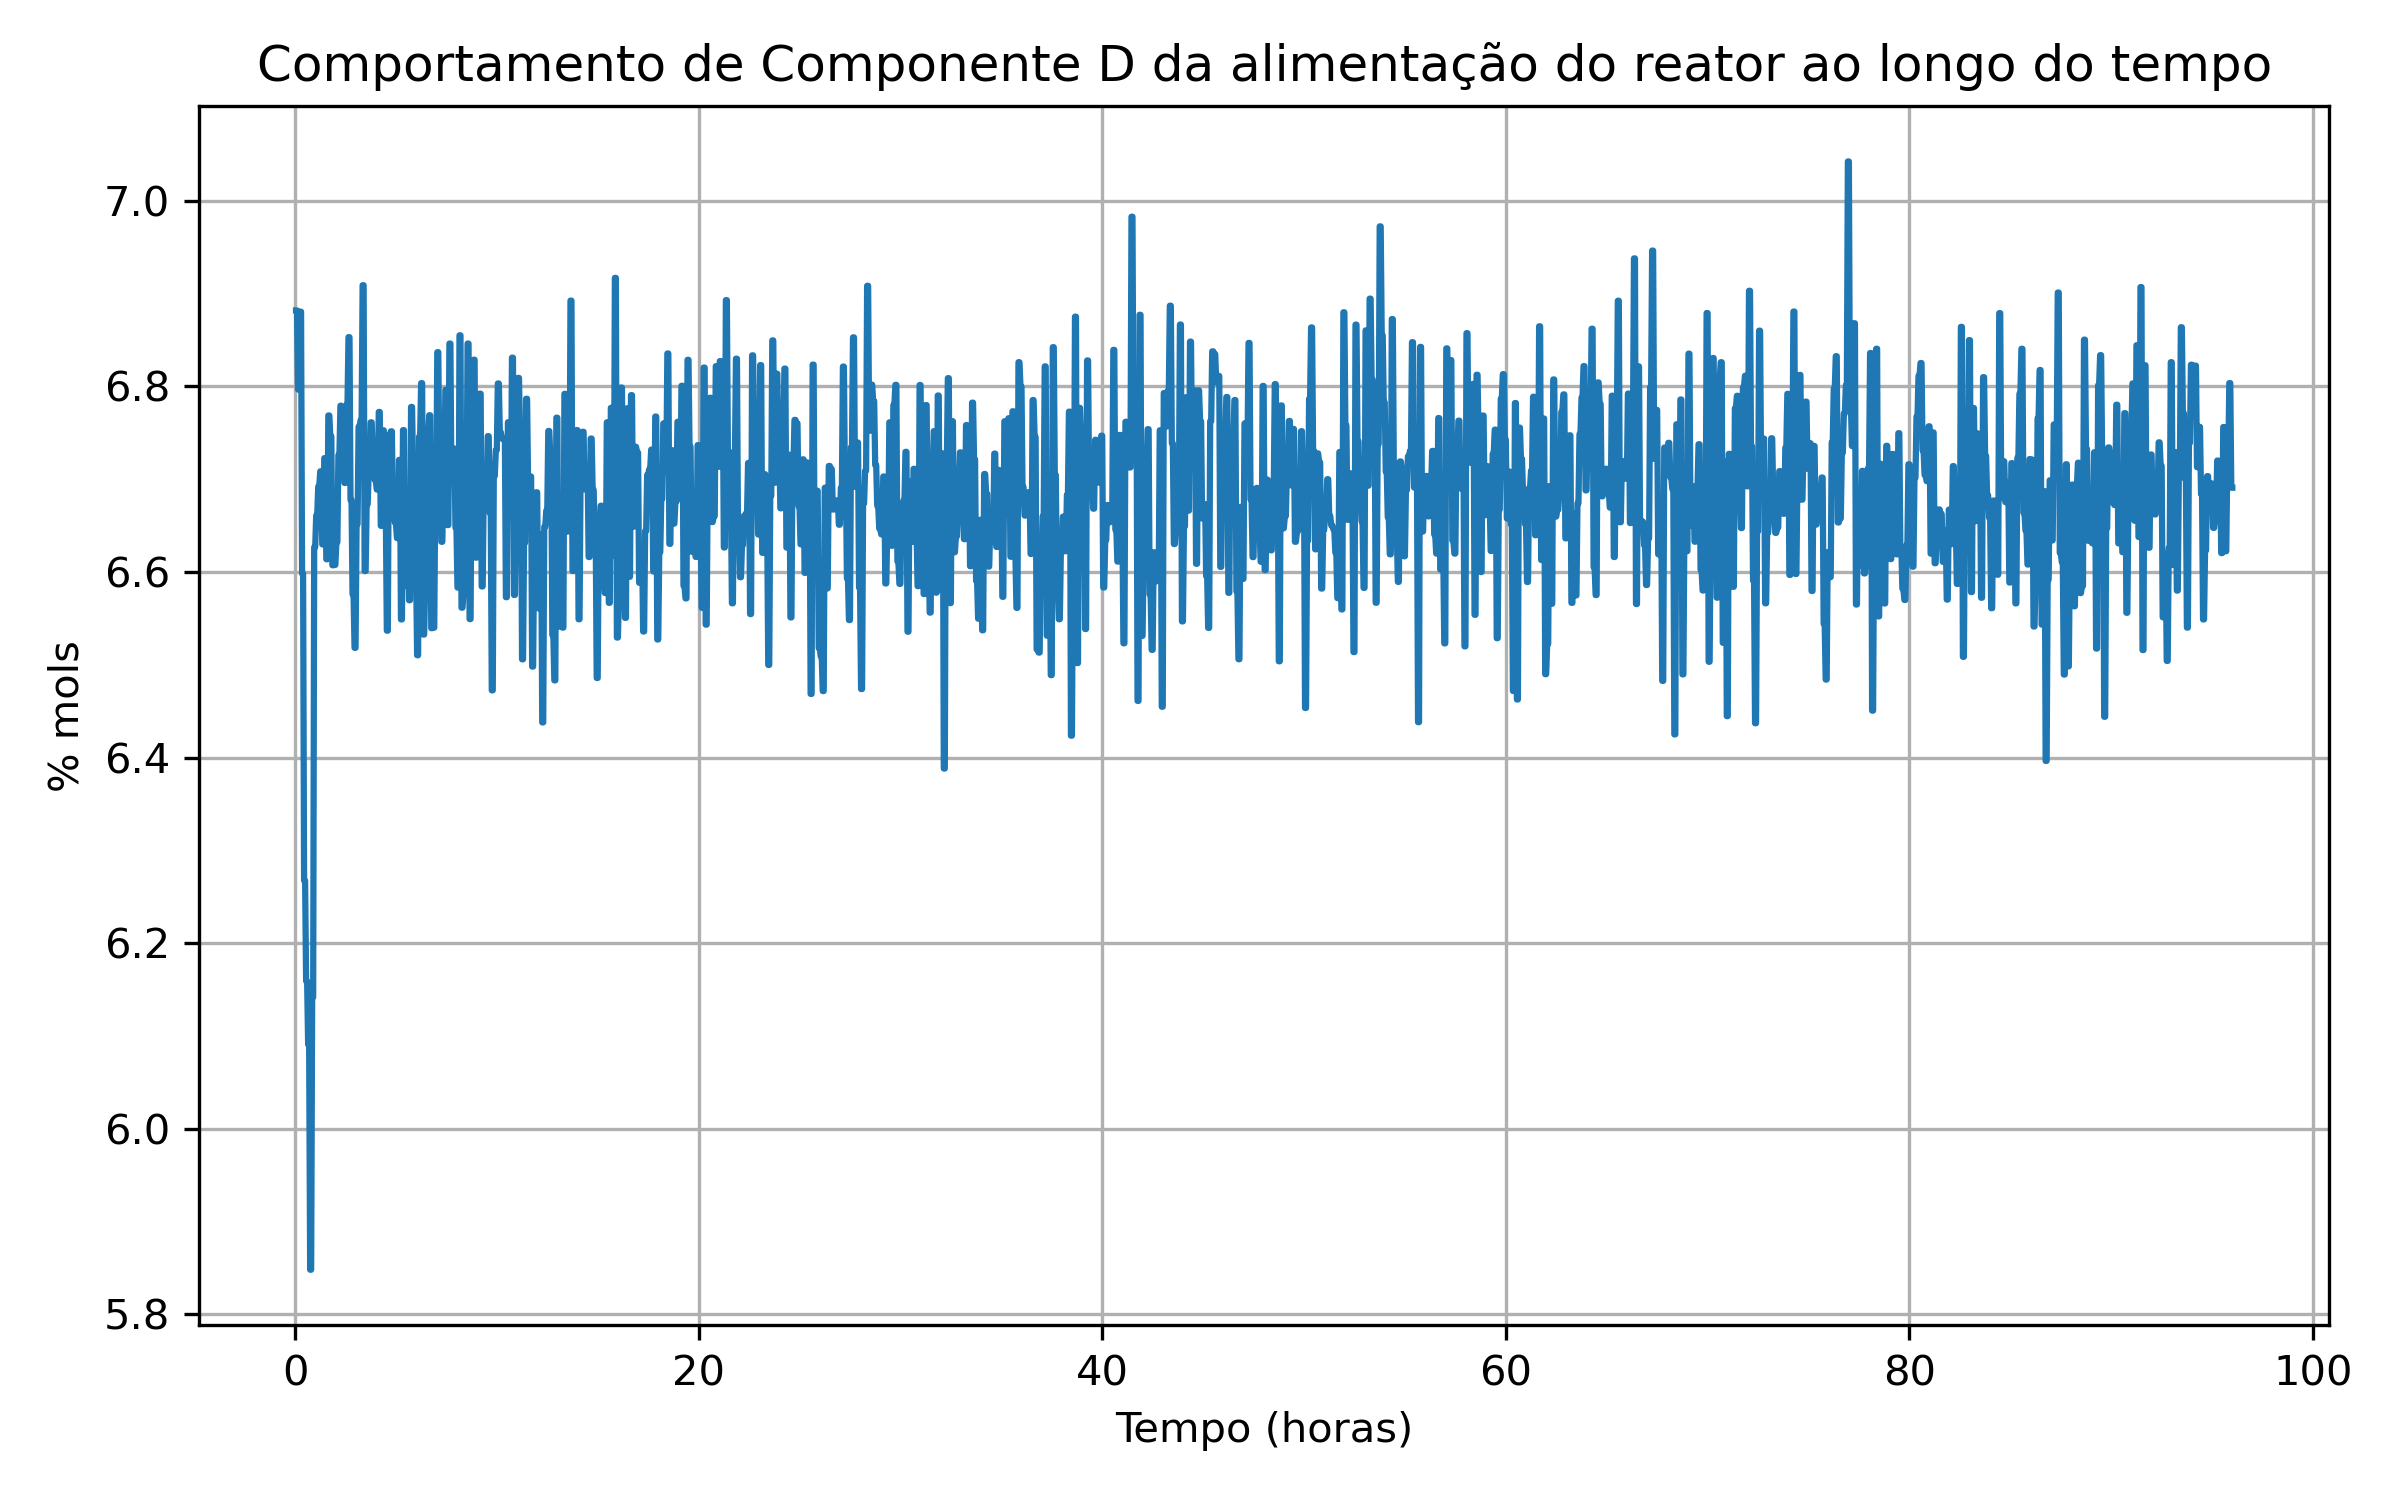 Comportamento de Componente D da alimentação do reator ao longo do tempo
% mols
7.0
6.8
6.6
6.4
6.2
6.0
5.8
0 20 40 60 80 100
Tempo (horas)